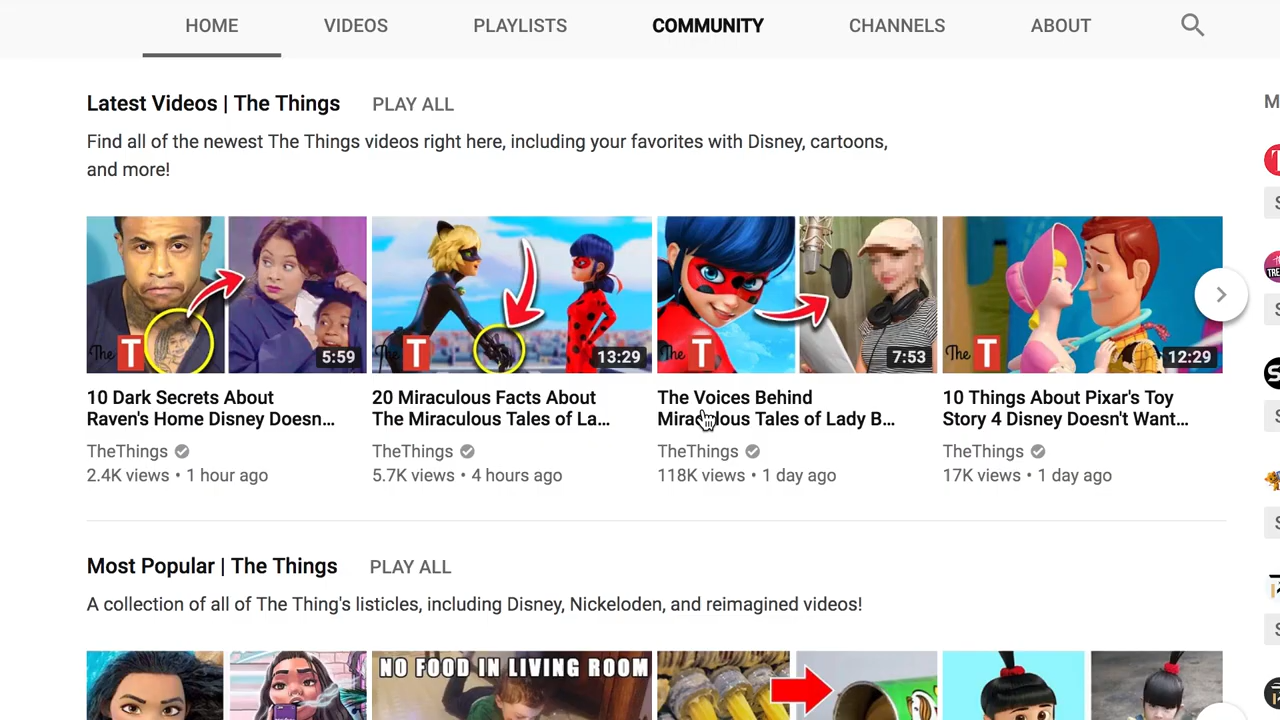 HOME VIDEOS PLAYLISTS COMMUNITY CHANNELS ABOUT
Latest Videos | The Things PLAY ALL
Find all of the newest The Things videos right here, including your favorites with Disney, cartoons,
and more!
The T 5:59
The T 13:29
The T 7:53
The T 12:29
10 Dark Secrets About
Raven's Home Disney Doesn...
TheThings
2.4K views • 1 hour ago
20 Miraculous Facts About
The Miraculous Tales of La...
TheThings
5.7K views • 4 hours ago
The Voices Behind
Miraculous Tales of Lady B...
TheThings
118K views • 1 day ago
10 Things About Pixar's Toy
Story 4 Disney Doesn't Want...
TheThings
17K views • 1 day ago
Most Popular | The Things PLAY ALL
A collection of all of The Thing's listicles, including Disney, Nickeloden, and reimagined videos!
NO FOOD IN LIVING ROOM